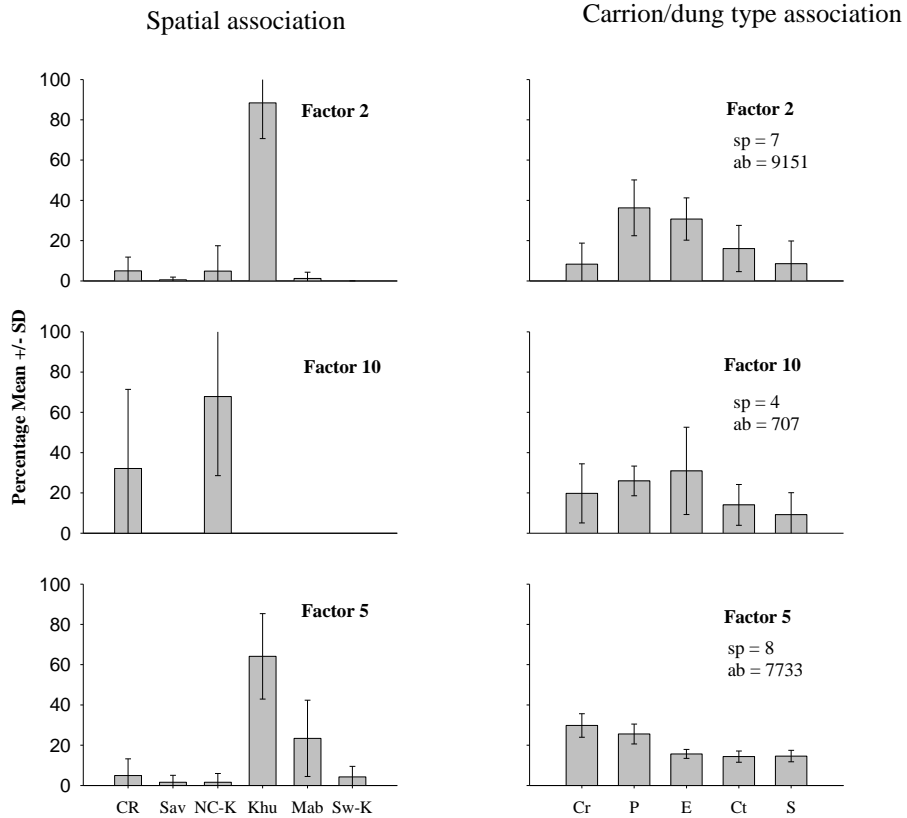 Spatial association
Carrion/dung type association
Percentage Mean +/- SD
100
80
60
40
20
0
Factor 2
Factor 2
sp = 7
ab = 9151
100
80
60
40
20
0
Factor 10
Factor 10
sp = 4
ab = 707
100
80
60
40
20
0
Factor 5
Factor 5
sp = 8
ab = 7733
CR Sav NC-K Khu Mab Sw-K
Cr P E Ct S